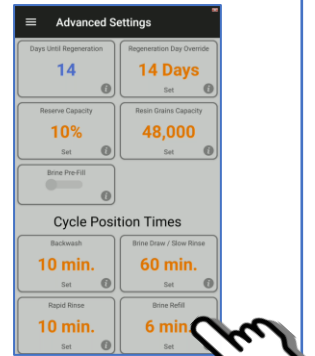 Advanced Settings
Days Until Regeneration
14
Regeneration Day Override
14 Days
Set
Reserve Capacity
10%
Set
Resin Grains Capacity
48,000
Set
Brine Pre-Fill
Cycle Position Times
Backwash
10 min.
Set
Brine Draw / Slow Rinse
60 min.
Set
Rapid Rinse
10 min.
Set
Brine Refill
6 min.
Set